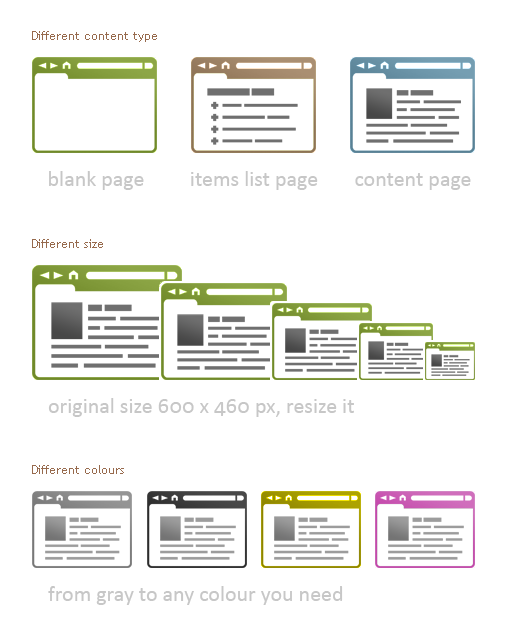 Different content type
blank page
items list page
content page
Different size
original size 600 x 460 px, resize it
Different colours
from gray to any colour you need